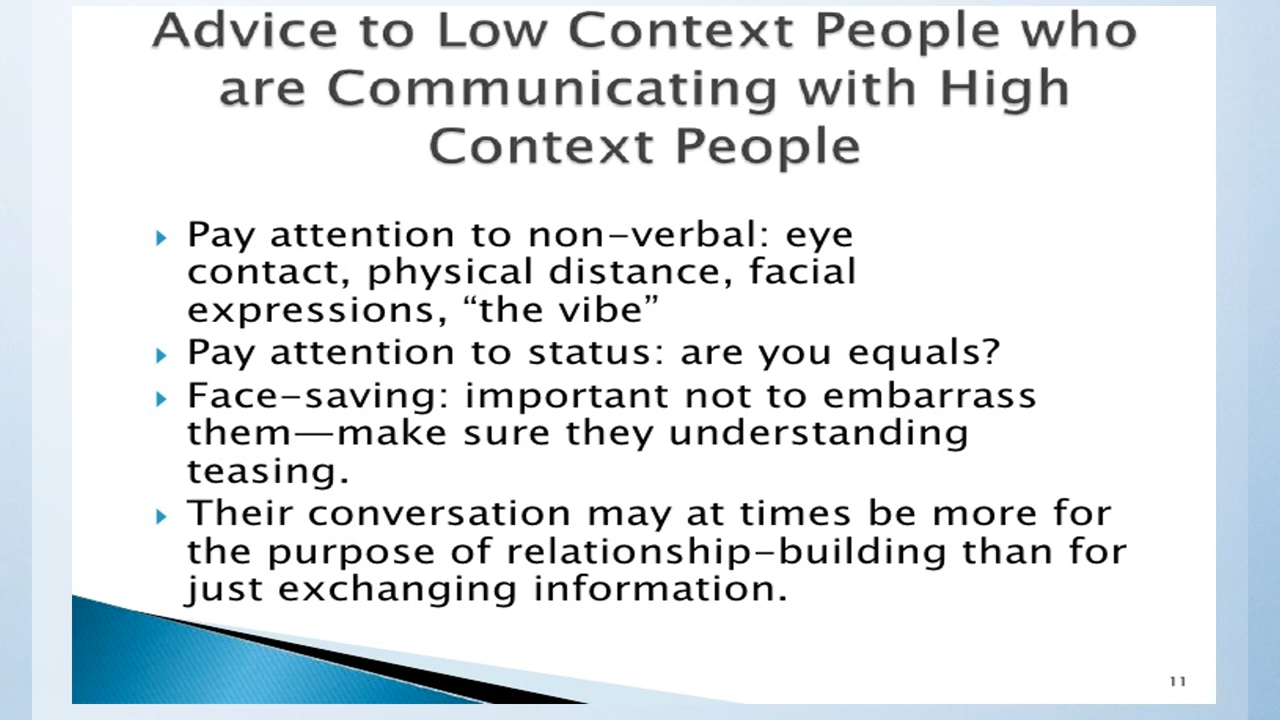 Advice to Low Context People who
are Communicating with High
Context People
Pay attention to non-verbal: eye
contact, physical distance, facial
expressions, “the vibe”
Pay attention to status: are you equals?
Face-saving: important not to embarrass
them—make sure they understanding
teasing.
Their conversation may at times be more for
the purpose of relationship-building than for
just exchanging information.
11